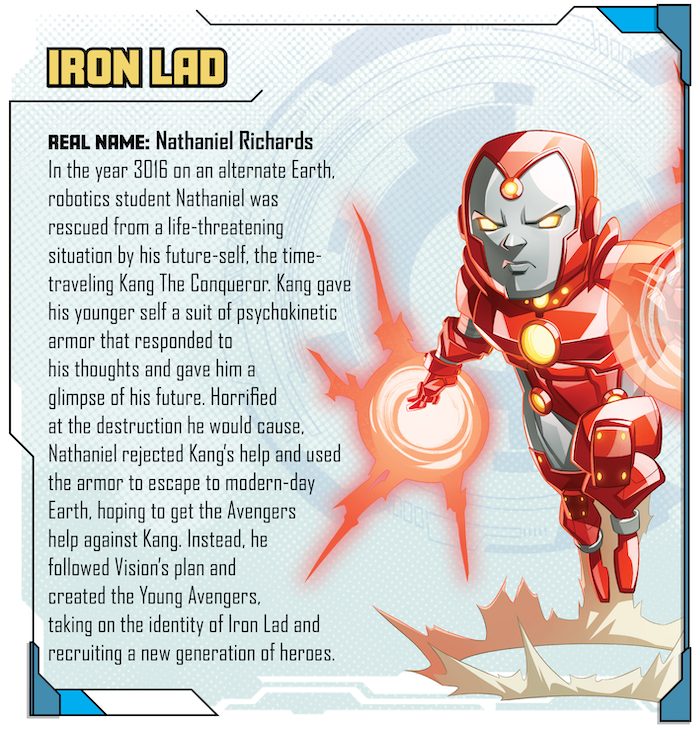 IRON LAD
REAL NAME: Nathaniel Richards
In the year 3016 on an alternate Earth,
robotics student Nathaniel was
rescued from a life-threatening
situation by his future-self, the time-
traveling Kang The Conqueror. Kang gave
his younger self a suit of psychokinetic
armor that responded to
his thoughts and gave him a
glimpse of his future. Horrified
at the destruction he would cause,
Nathaniel rejected Kang's help and used
the armor to escape to modern-day
Earth, hoping to get the Avengers
help against Kang. Instead, he
followed Vision's plan and
created the Young Avengers,
taking on the identity of Iron Lad and
recruiting a new generation of heroes.